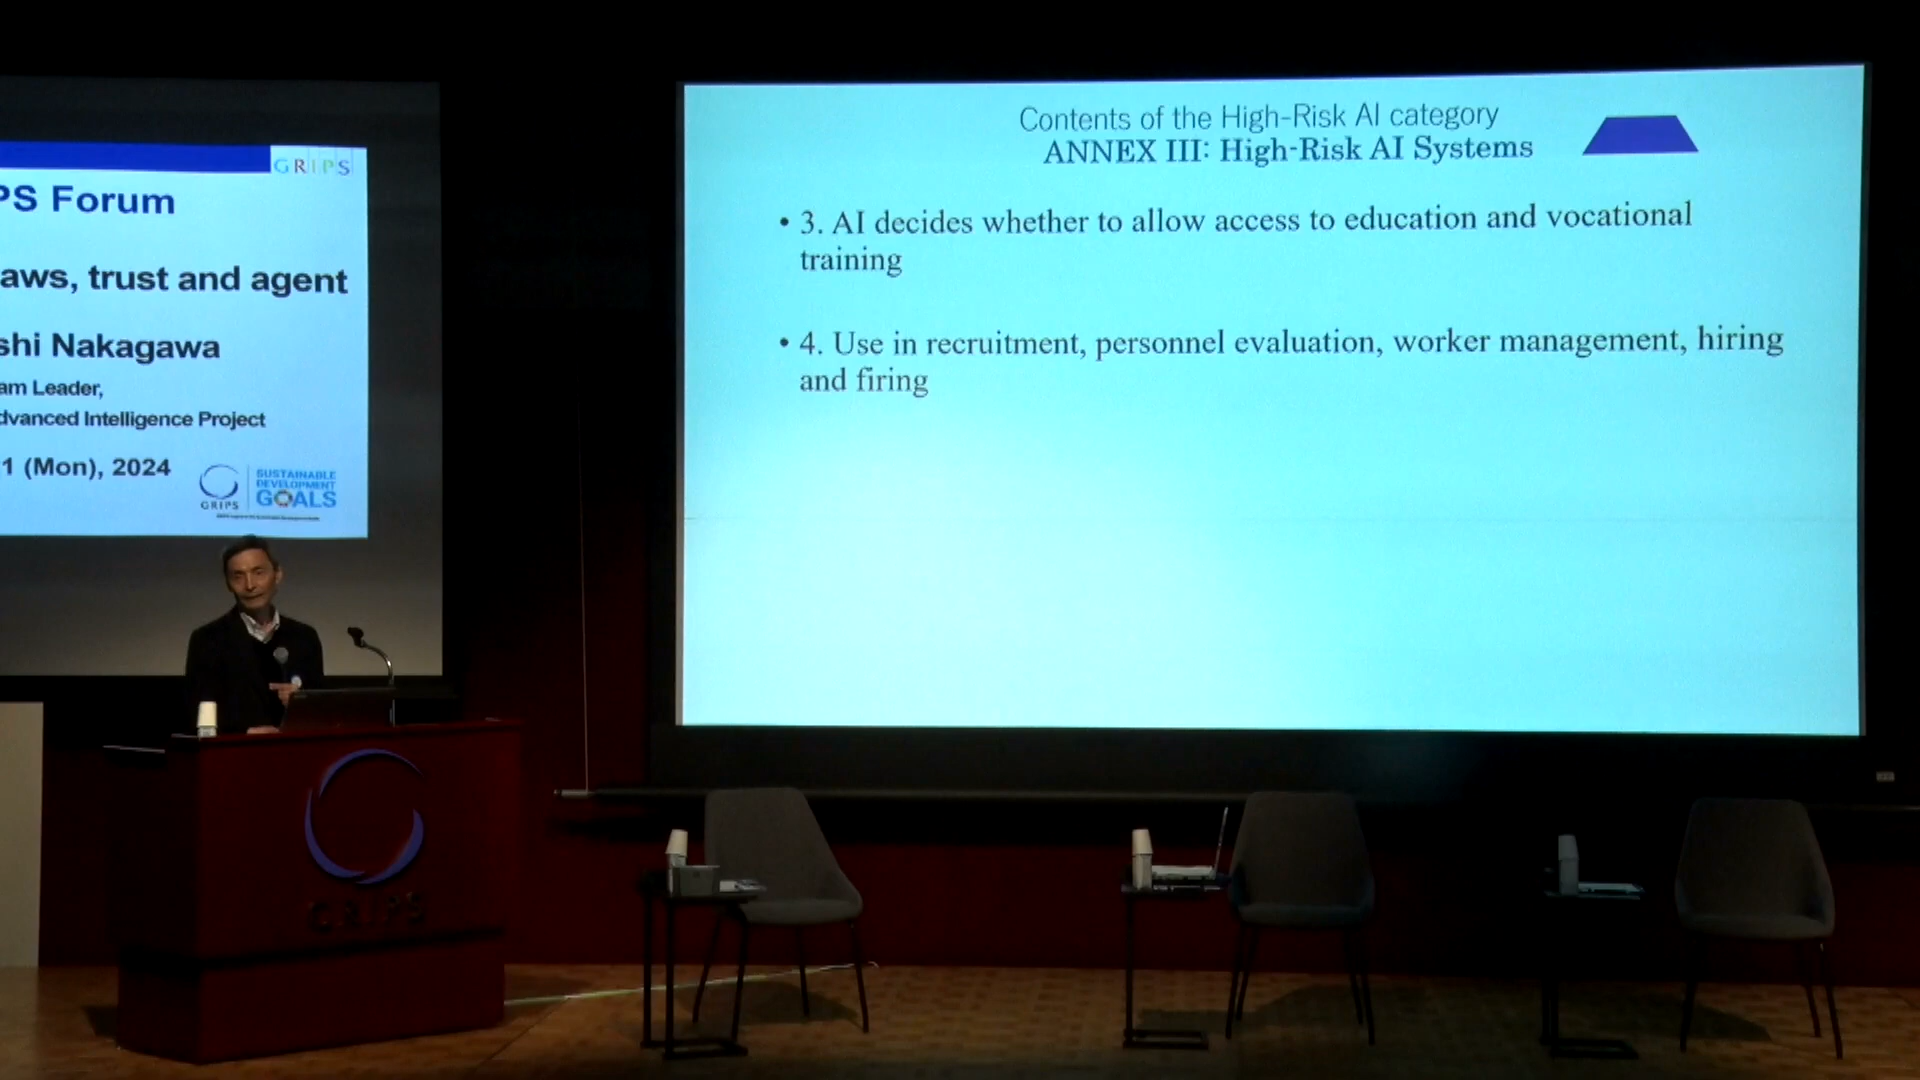 GRIPS
PS Forum
aws, trust and agent
shi Nakagawa
am Leader,
dvanced Intelligence Project
1 (Mon), 2024
GRIPS
SUSTAINABLE
DEVELOPMENT
GOALS
Contents of the High-Risk AI category
ANNEX III: High-Risk AI Systems
• 3. AI decides whether to allow access to education and vocational
training
• 4. Use in recruitment, personnel evaluation, worker management, hiring
and firing
GRIPS